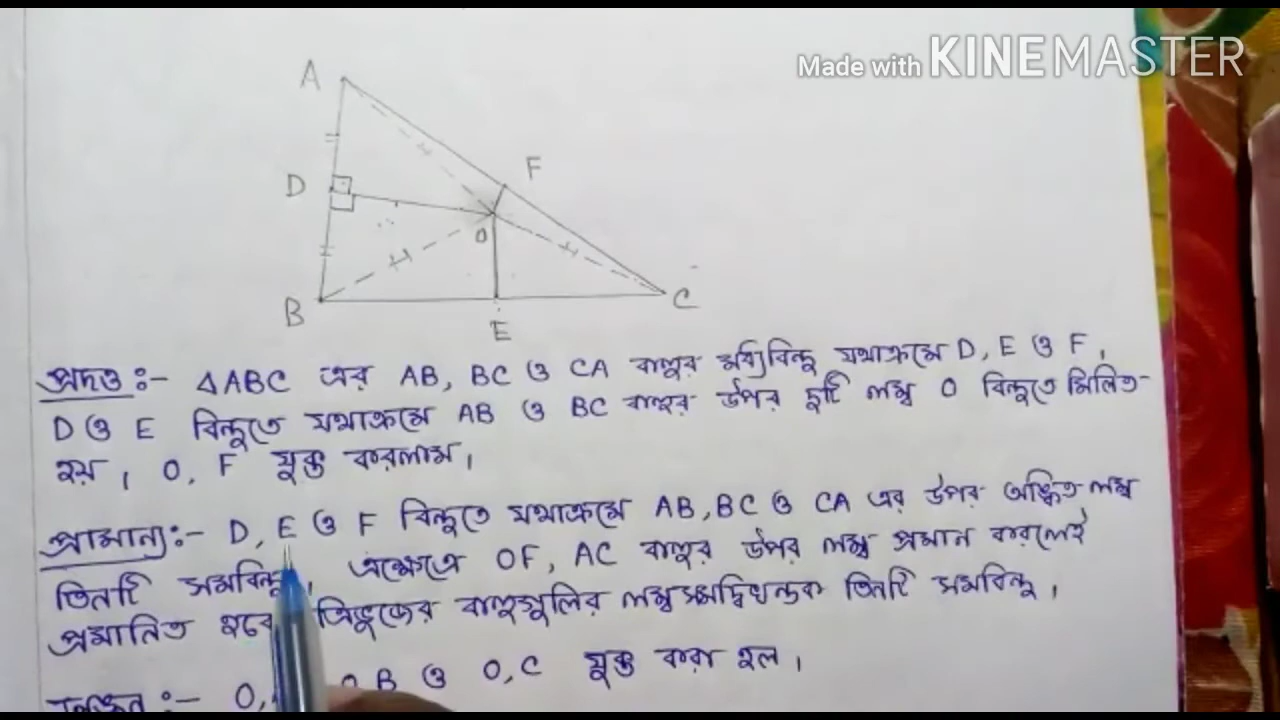 Made with KINEMASTER
A
F
D
O
B
C
E
প্রদত্ত :- △ABC এর AB, BC ও CA বাহুর মধ্যবিন্দু যথাক্রমে D, E ও F,
D ও E বিন্দুতে যথাক্রমে AB ও BC বাহুর উপর দুটি লম্ব O বিন্দুতে মিলিত
হয়, O, F যুক্ত করলাম।
প্রামান্য :- D, E ও F বিন্দুতে যথাক্রমে AB, BC ও CA এর উপর অঙ্কিত লম্ব
তিনটি সমবিন্দু। এক্ষেত্রে OF, AC বাহুর উপর লম্ব প্রমান করলেই
প্রমানিত হবে ত্রিভুজের বাহুগুলির লম্বসমদ্বিখন্ডক তিনটি সমবিন্দু।
:- O, B ও O, C যুক্ত করা হল।